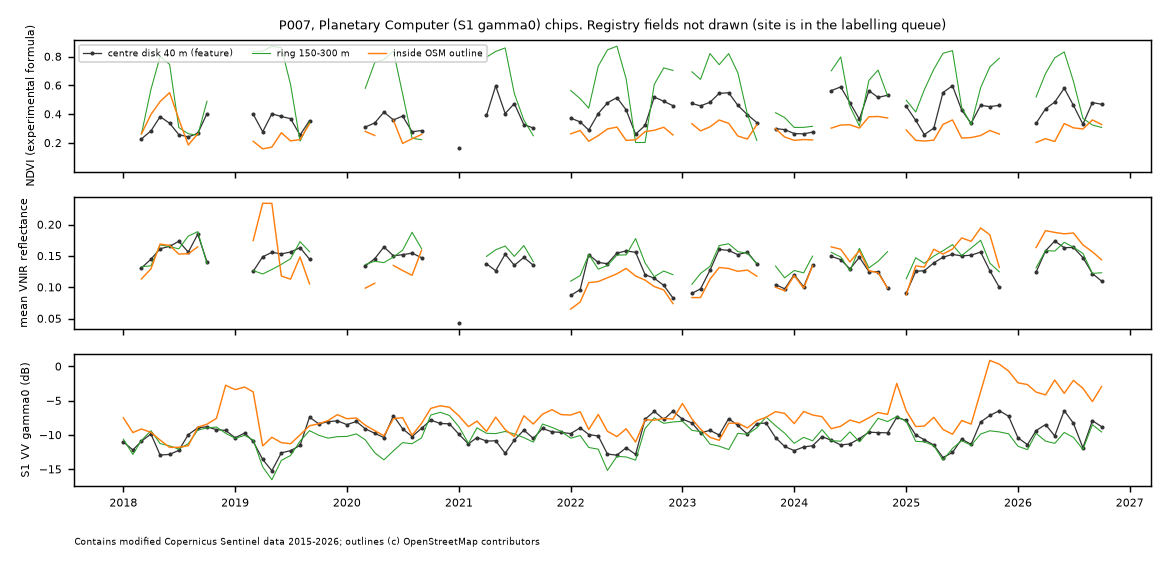 P007, Planetary Computer (S1 gamma0) chips. Registry fields not drawn (site is in the labelling queue)
centre disk 40 m (feature) ring 150-300 m inside OSM outline
NDVI (experimental formula)
0.8
0.6
0.4
0.2
mean VNIR reflectance
0.20
0.15
0.10
0.05
S1 VV gamma0 (dB)
0
−5
−10
−15
2018 2019 2020 2021 2022 2023 2024 2025 2026 2027
Contains modified Copernicus Sentinel data 2015-2026; outlines (c) OpenStreetMap contributors